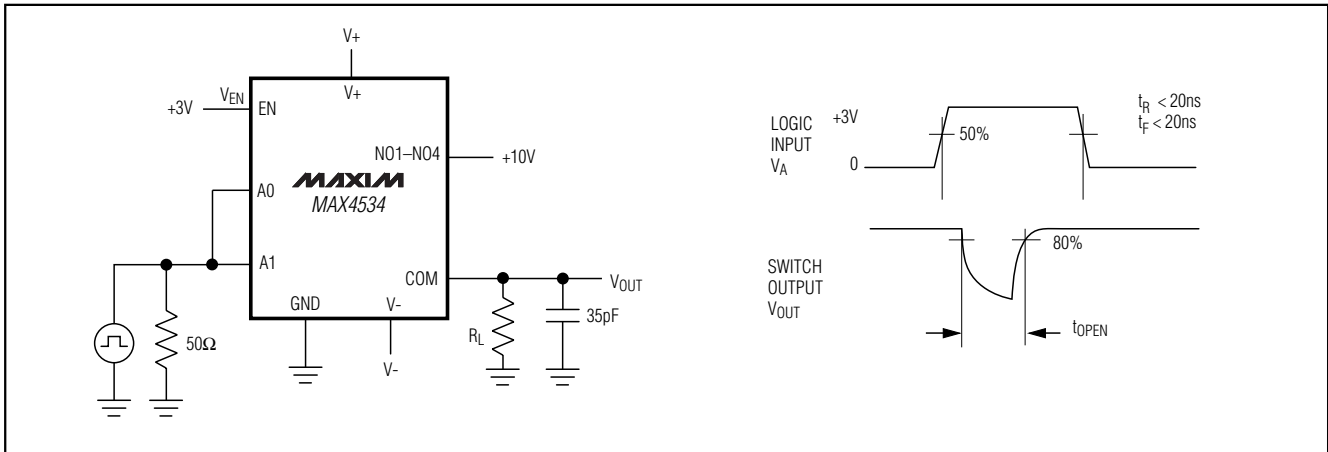 V+
V+
+3V
VEN
EN
NO1–NO4
+10V
MAXIM
MAX4534
A0
A1
COM
VOUT
GND
V-
V-
50Ω
RL
35pF
LOGIC
INPUT
VA
+3V
0
50%
tR < 20ns
tF < 20ns
SWITCH
OUTPUT
VOUT
80%
tOPEN